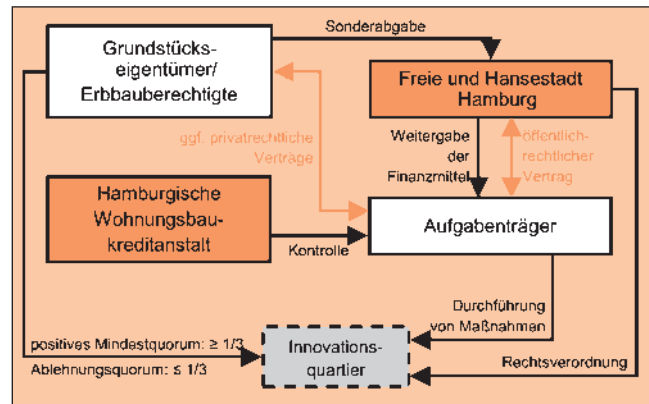 Sonderabgabe
Grundstücks-
eigentümer/
Erbbauberechtigte
Freie und Hansestadt
Hamburg
ggf. privatrechtliche
Verträge
Weitergabe
der
Finanzmittel
öffentlich-
rechtlicher
Vertrag
Hamburgische
Wohnungsbau-
kreditanstalt
Kontrolle
Aufgabenträger
Durchführung
von Maßnahmen
positives Mindestquorum: ≥ 1/3
Ablehnungsquorum: ≤ 1/3
Innovations-
quartier
Rechtsverordnung